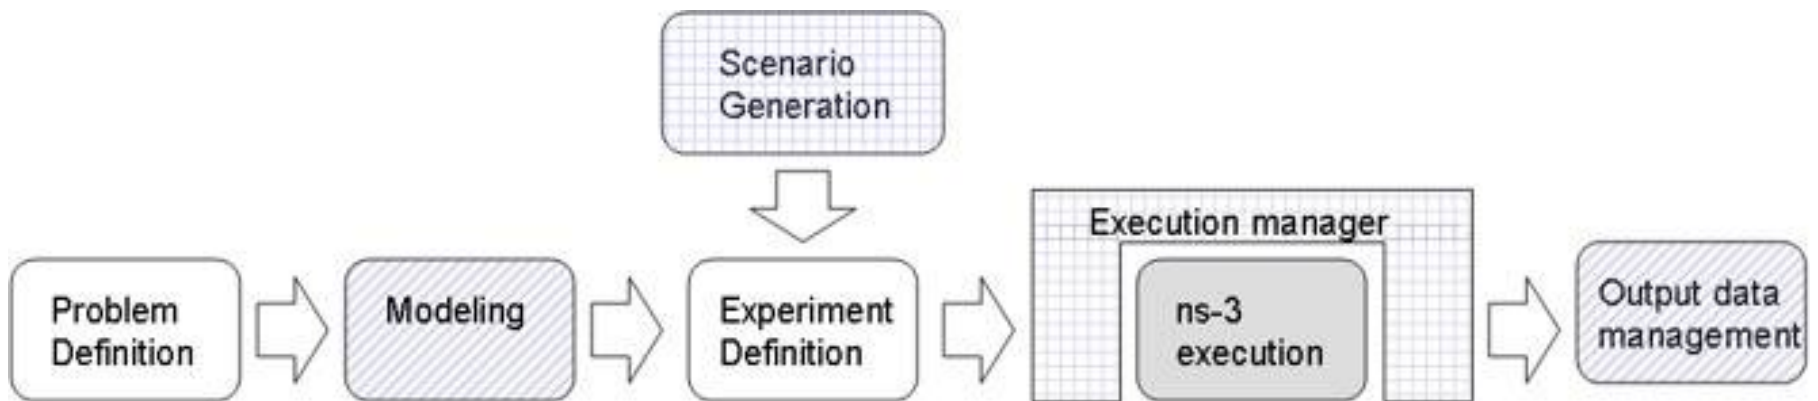 Scenario
Generation
Execution manager
Problem
Definition
Modeling
Experiment
Definition
ns-3
execution
Output data
management